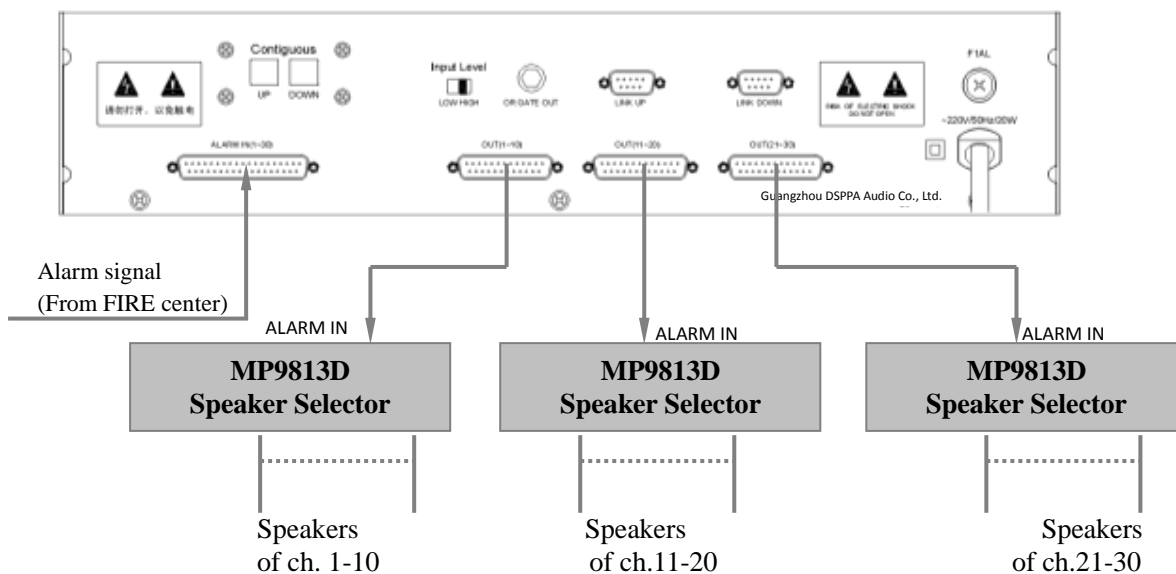 Contiguous
UP DOWN
Input Level
LOW HIGH
OR GATE OUT
LINK UP
LINK DOWN
F1AL
请勿打开，以免触电
RISK OF ELECTRIC SHOCK
DO NOT OPEN
~220V/50Hz/20W
ALARM IN(1~30)
OUT(1~10)
OUT(11~20)
OUT(21~30)
Guangzhou DSPPA Audio Co., Ltd.
Alarm signal
(From FIRE center)
ALARM IN
MP9813D
Speaker Selector
Speakers
of ch. 1-10
ALARM IN
MP9813D
Speaker Selector
Speakers
of ch.11-20
ALARM IN
MP9813D
Speaker Selector
Speakers
of ch.21-30